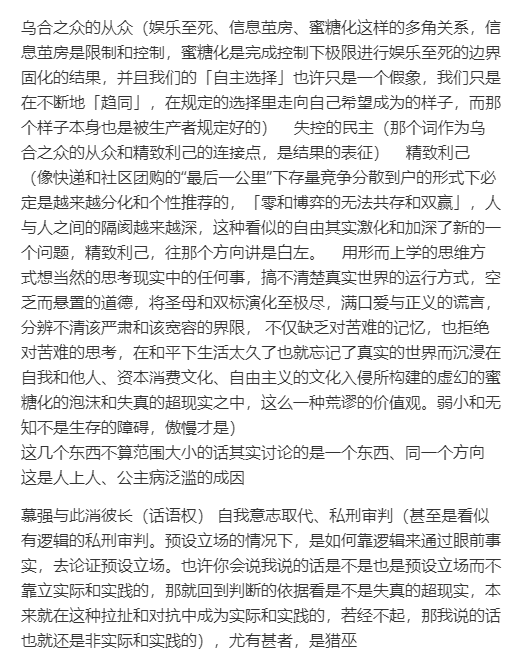 乌合之众的从众（娱乐至死、信息茧房、蜜糖化这样的多角关系，信
息茧房是限制和控制，蜜糖化是完成控制下极限进行娱乐至死的边界
固化的结果，并且我们的「自主选择」也许只是一个假象，我们只是
在不断地「趋同」，在规定的选择里走向自己希望成为的样子，而那
个样子本身也是被生产者规定好的） 失控的民主（那个词作为乌
合之众的从众和精致利己的连接点，是结果的表征） 精致利己
（像快递和社区团购的“最后一公里”下存量竞争分散到户的形式下必
定是越来越分化和个性推荐的，「零和博弈的无法共存和双赢」，人
与人之间的隔阂越来越深，这种看似的自由其实激化和加深了新的一
个问题，精致利己，往那个方向讲是白左。 用形而上学的思维方
式想当然的思考现实中的任何事，搞不清楚真实世界的运行方式，空
乏而悬置的道德，将圣母和双标演化至极尽，满口爱与正义的谎言，
分辨不清该严肃和该宽容的界限， 不仅缺乏对苦难的记忆，也拒绝
对苦难的思考，在和平下生活太久了也就忘记了真实的世界而沉浸在
自我和他人、资本消费文化、自由主义的文化入侵所构建的虚幻的蜜
糖化的泡沫和失真的超现实之中，这么一种荒谬的价值观。弱小和无
知不是生存的障碍，傲慢才是）
这几个东西不算范围大小的话其实讨论的是一个东西、同一个方向
这是人上人、公主病泛滥的成因
慕强与此消彼长（话语权） 自我意志取代、私刑审判（甚至是看似
有逻辑的私刑审判。预设立场的情况下，是如何靠逻辑来通过眼前事
实，去论证预设立场。也许你会说我说的话是不是也是预设立场而不
靠立实际和实践的，那就回到判断的依据看是不是失真的超现实，本
来就在这种拉扯和对抗中成为实际和实践的，若经不起，那我说的话
也就还是非实际和实践的），尤有甚者，是猎巫